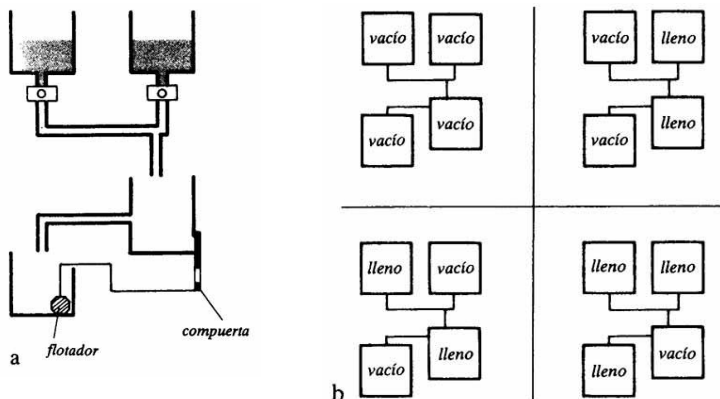 flotador
compuerta
a
b
vacío vacío
vacío vacío
vacío lleno
vacío lleno
lleno vacío
vacío lleno
lleno lleno
lleno vacío